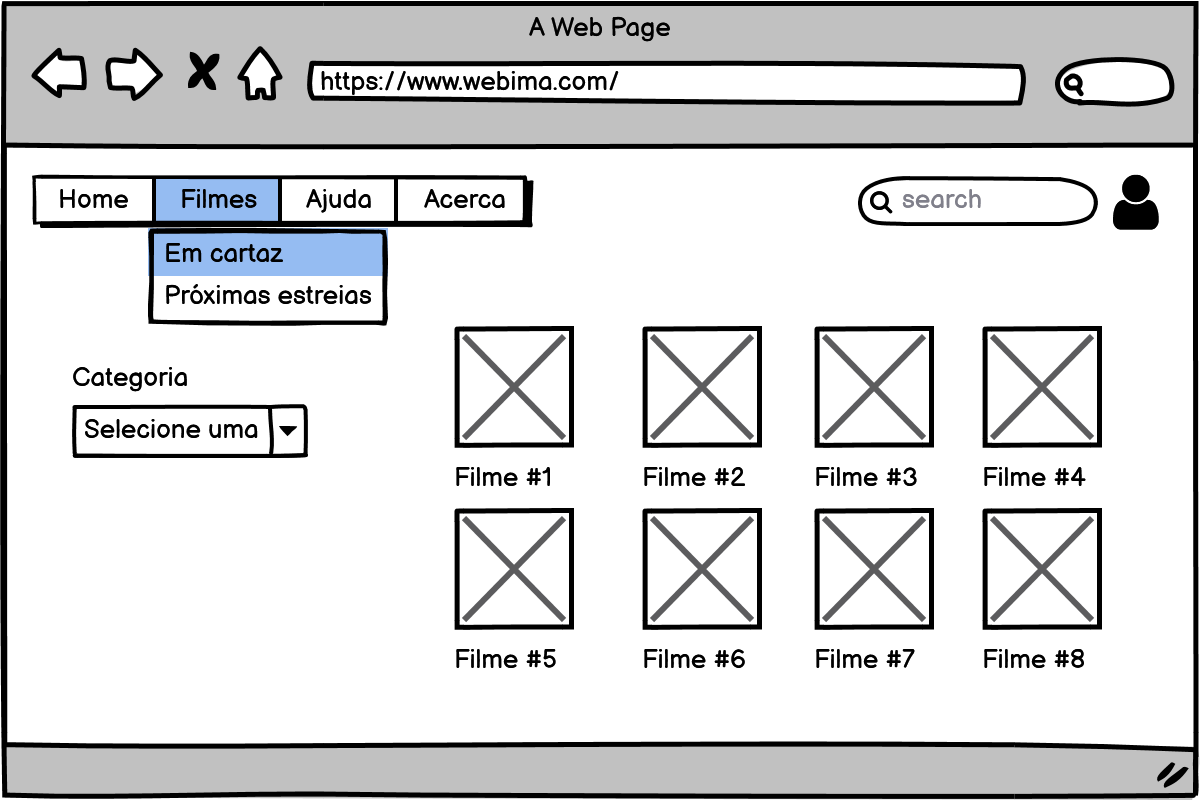 A Web Page
https://www.webima.com/
Home Filmes Ajuda Acerca
search
Em cartaz
Próximas estreias
Categoria
Selecione uma
Filme #1 Filme #2 Filme #3 Filme #4
Filme #5 Filme #6 Filme #7 Filme #8